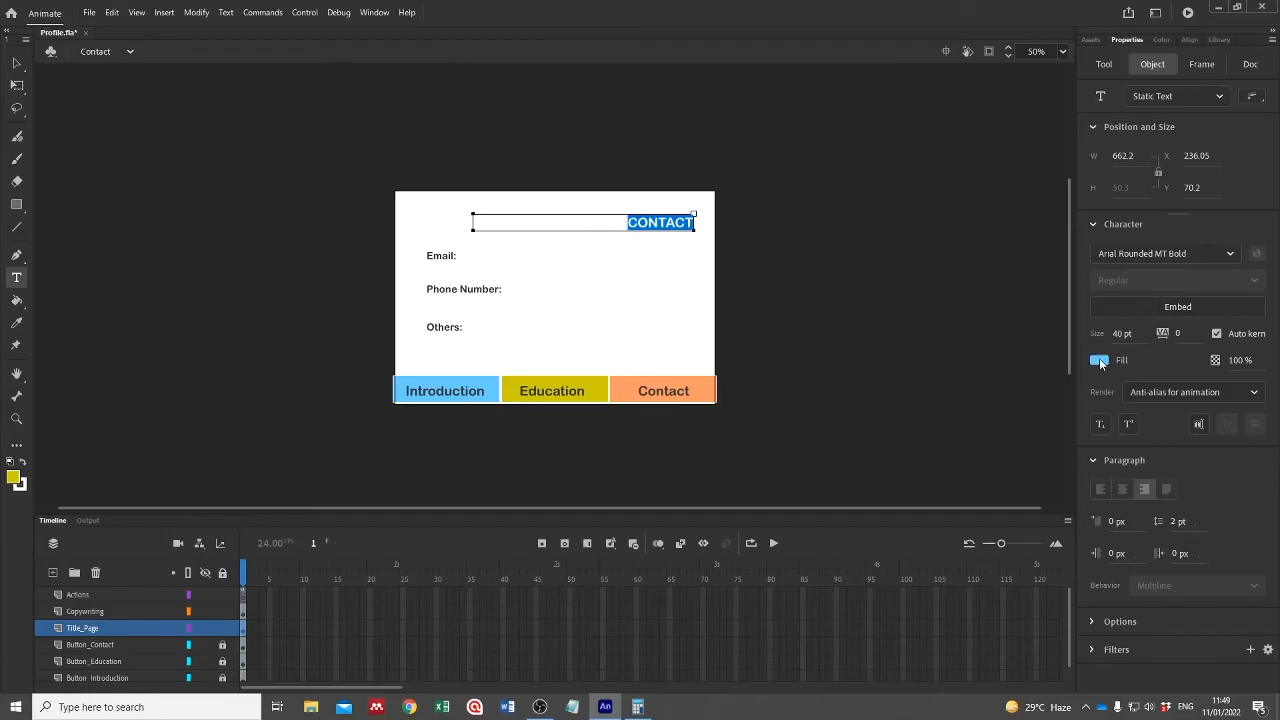 Animate File Edit View Insert Modify Text Commands Control Debug Window Help
Profile.fla*
Contact
50%
Assets Properties Color Align Library
Tool Object Frame Doc
Static Text
Position and Size
W 662.2 X 236.05
H 50.3 Y 70.2
Character
Arial Rounded MT Bold
Regular
Embed
Size 40 pt 0 Auto kern
Fill 100 %
Render Anti-alias for animation
Paragraph
0 px 2 pt
0 px 0 px
Behavior Multiline
Options
Filters
CONTACT
Email:
Phone Number:
Others:
Introduction Education Contact
Timeline Output
24.00 FPS 1 F
1s 2s 3s 4s
5 10 15 20 25 30 35 40 45 50 55 60 65 70 75 80 85 90 95 100 105 110 115 120
Actions
Copywriting
Title_Page
Button_Contact
Button_Education
Button_Introduction
Type here to search
29°C Haze
11:49
11/01/2022